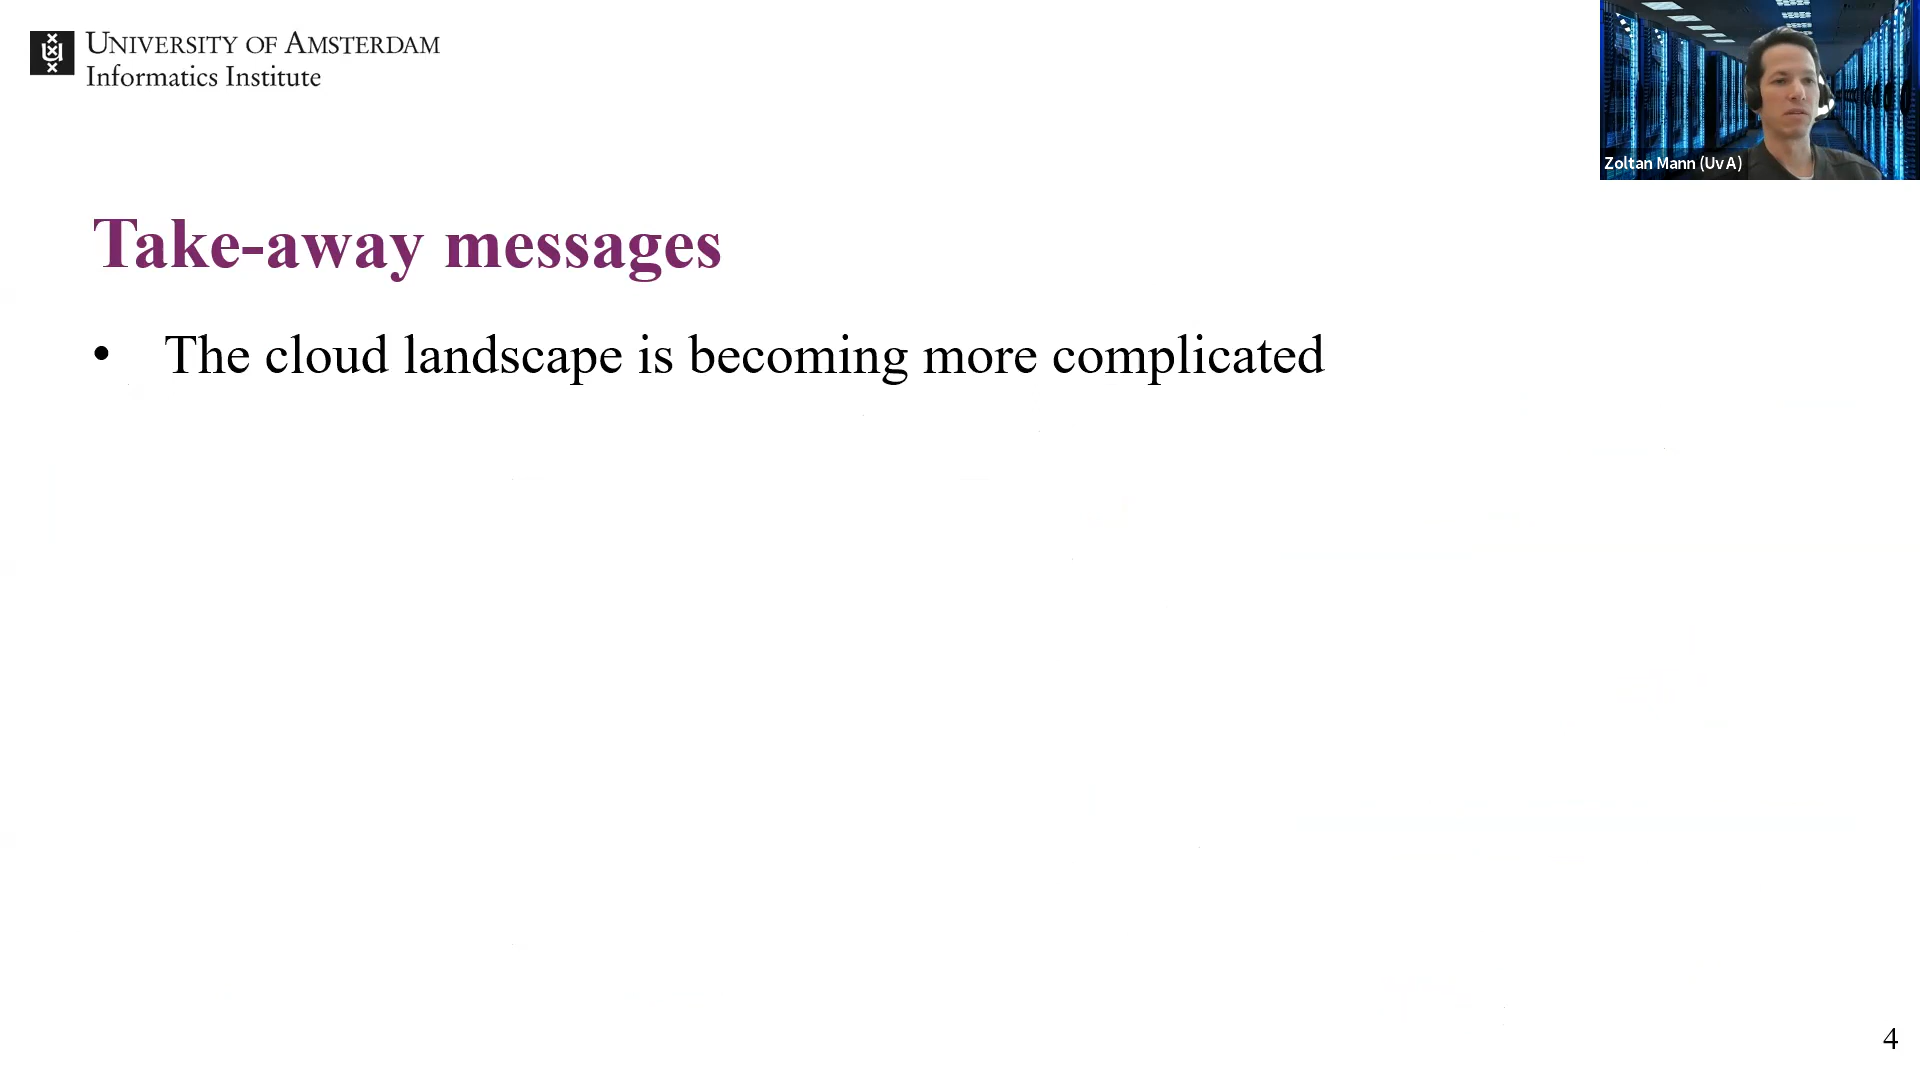 UNIVERSITY OF AMSTERDAM
Informatics Institute
Zoltan Mann (UvA)
Take-away messages
• The cloud landscape is becoming more complicated
4